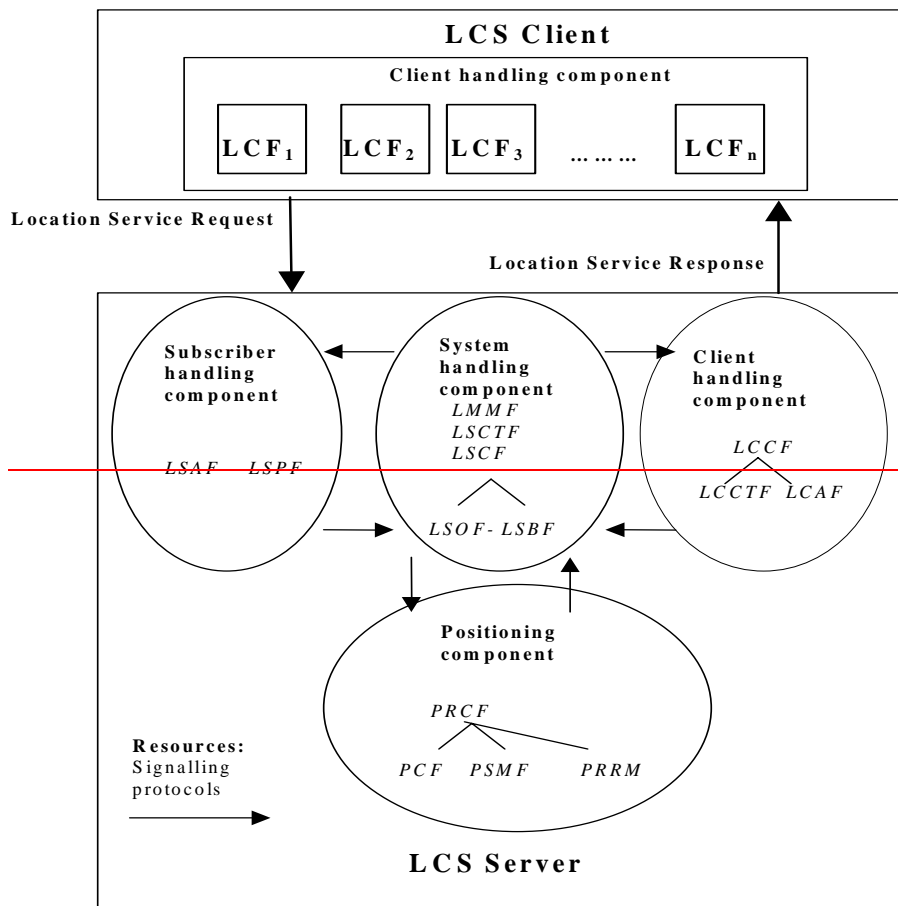 LCS Client
Client handling component
LCF1
LCF2
LCF3
... ... ...
LCFn
Location Service Request
Location Service Response
Subscriber
handling
component
LSAF LSPF
System
handling
component
LMMF
LSCTF
LSCF
LSOF- LSBF
Client
handling
component
LCCF
LCCTF LCAF
Positioning
component
PRCF
PCF PSMF PRRM
Resources:
Signalling
protocols
LCS Server